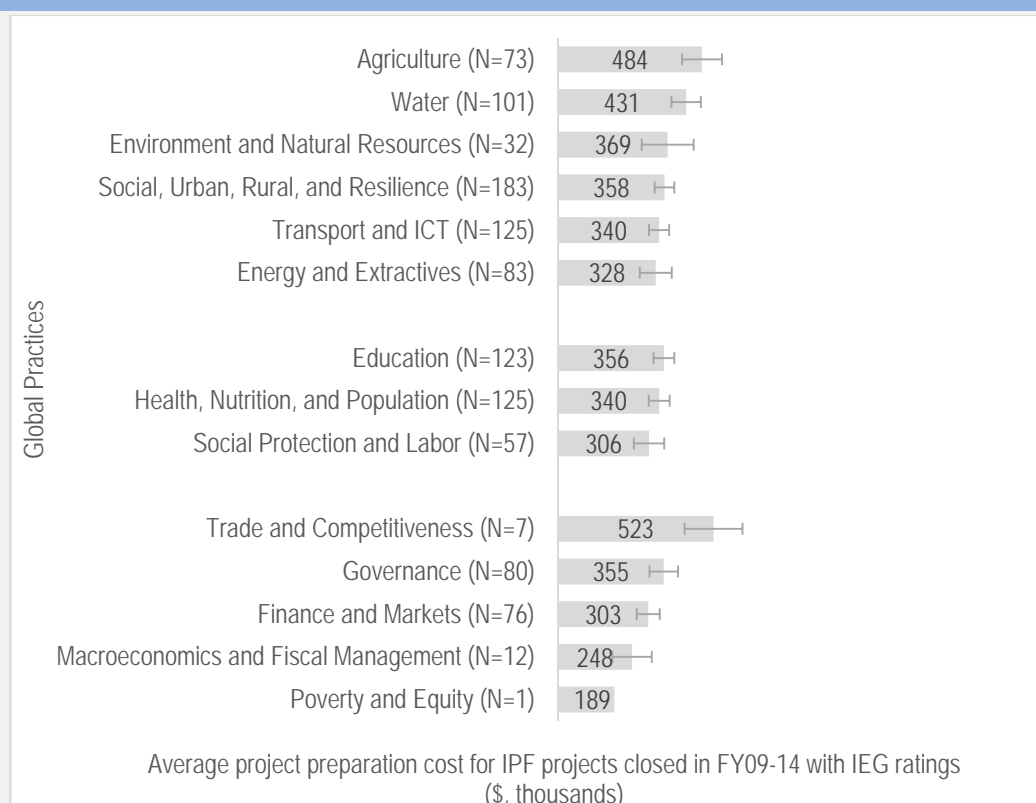 Agriculture (N=73) 484
Water (N=101) 431
Environment and Natural Resources (N=32) 369
Social, Urban, Rural, and Resilience (N=183) 358
Transport and ICT (N=125) 340
Energy and Extractives (N=83) 328
Global Practices
Education (N=123) 356
Health, Nutrition, and Population (N=125) 340
Social Protection and Labor (N=57) 306
Trade and Competitiveness (N=7) 523
Governance (N=80) 355
Finance and Markets (N=76) 303
Macroeconomics and Fiscal Management (N=12) 248
Poverty and Equity (N=1) 189
Average project preparation cost for IPF projects closed in FY09-14 with IEG ratings
($, thousands)